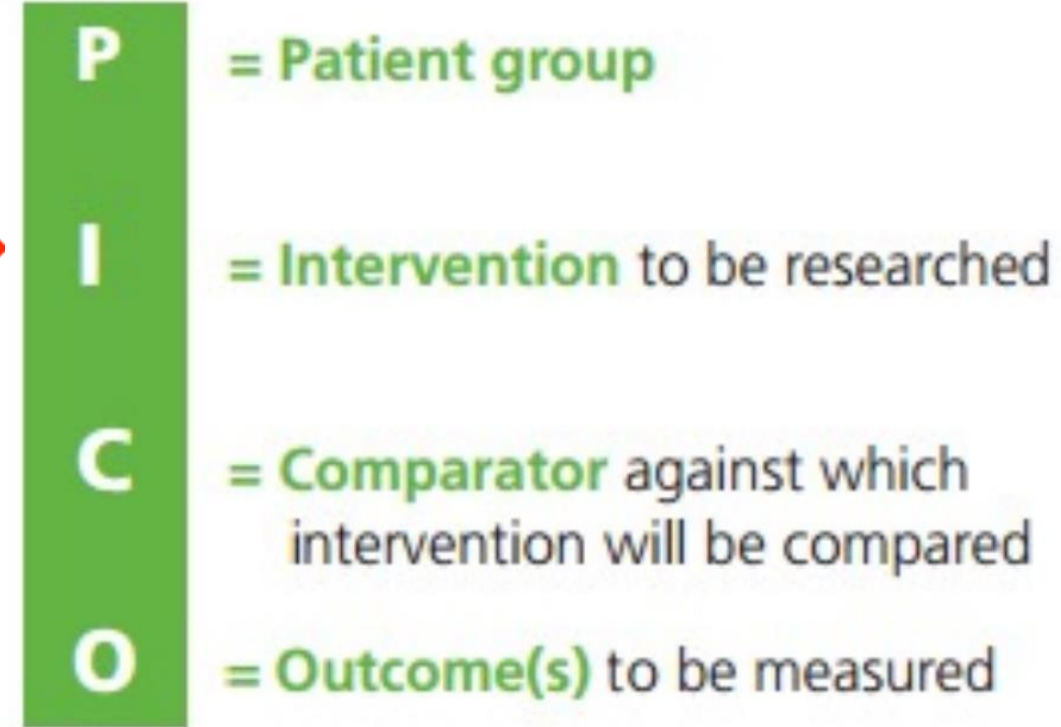 P = Patient group
I = Intervention to be researched
C = Comparator against which
intervention will be compared
O = Outcome(s) to be measured